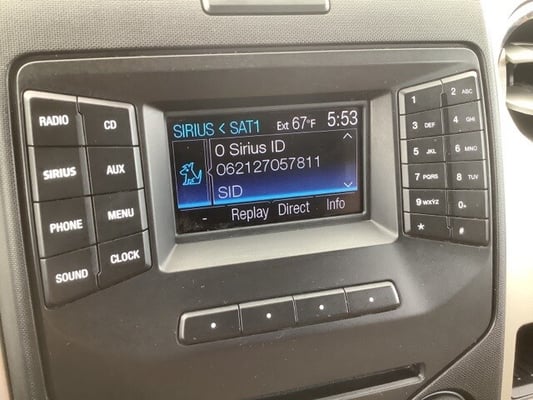 RADIO
CD
SIRIUS
AUX
PHONE
MENU
SOUND
CLOCK
SIRIUS < SAT1 Ext 67°F 5:53
0 Sirius ID
062127057811
SID
- Replay Direct Info
1 2 ABC
3 DEF 4 GHI
5 JKL 6 MNO
7 PQRS 8 TUV
9 WXYZ 0 +
* #